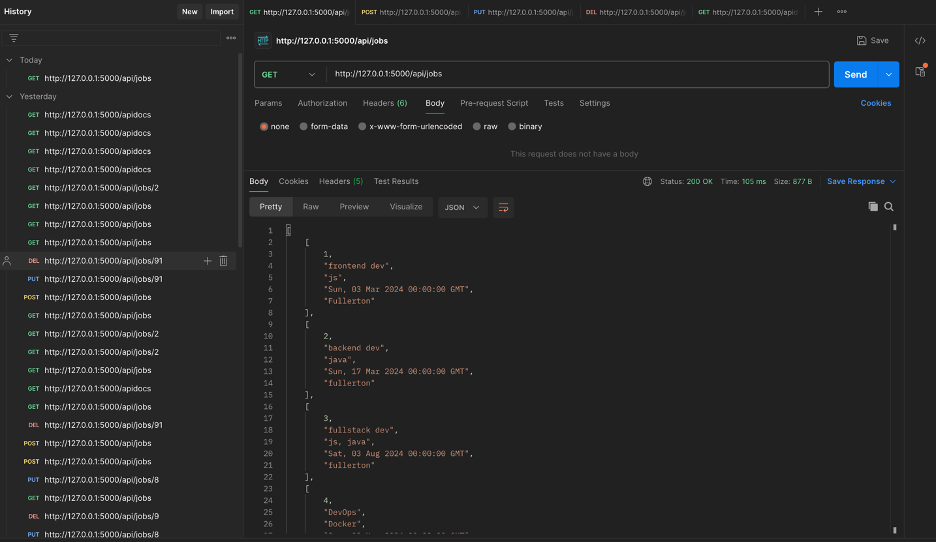 History
New
Import
Today
GET http://127.0.0.1:5000/api/jobs
Yesterday
GET http://127.0.0.1:5000/apidocs
GET http://127.0.0.1:5000/apidocs
GET http://127.0.0.1:5000/apidocs
GET http://127.0.0.1:5000/apidocs
GET http://127.0.0.1:5000/api/jobs/2
GET http://127.0.0.1:5000/api/jobs
GET http://127.0.0.1:5000/api/jobs
GET http://127.0.0.1:5000/api/jobs
DEL http://127.0.0.1:5000/api/jobs/91
PUT http://127.0.0.1:5000/api/jobs/91
POST http://127.0.0.1:5000/api/jobs
GET http://127.0.0.1:5000/api/jobs
GET http://127.0.0.1:5000/api/jobs/2
GET http://127.0.0.1:5000/api/jobs/2
GET http://127.0.0.1:5000/api/jobs
GET http://127.0.0.1:5000/apidocs
GET http://127.0.0.1:5000/api/jobs
DEL http://127.0.0.1:5000/api/jobs/91
POST http://127.0.0.1:5000/api/jobs
POST http://127.0.0.1:5000/api/jobs
PUT http://127.0.0.1:5000/api/jobs/8
GET http://127.0.0.1:5000/api/jobs
DEL http://127.0.0.1:5000/api/jobs/9
PUT http://127.0.0.1:5000/api/jobs/8
GET http://127.0.0.1:5000/api/
POST http://127.0.0.1:5000/api
PUT http://127.0.0.1:5000/api/
DEL http://127.0.0.1:5000/api/
GET http://127.0.0.1:5000/apid
HTTP http://127.0.0.1:5000/api/jobs
Save
GET
http://127.0.0.1:5000/api/jobs
Send
Params Authorization Headers (6) Body Pre-request Script Tests Settings
Cookies
none form-data x-www-form-urlencoded raw binary
This request does not have a body
Body Cookies Headers (5) Test Results
Status: 200 OK Time: 105 ms Size: 877 B
Save Response
Pretty Raw Preview Visualize
JSON
1 [
2 [
3 1,
4 "frontend dev",
5 "js",
6 "Sun, 03 Mar 2024 00:00:00 GMT",
7 "Fullerton"
8 ],
9 [
10 2,
11 "backend dev",
12 "java",
13 "Sun, 17 Mar 2024 00:00:00 GMT",
14 "fullerton"
15 ],
16 [
17 3,
18 "fullstack dev",
19 "js, java",
20 "Sat, 03 Aug 2024 00:00:00 GMT",
21 "fullerton"
22 ],
23 [
24 4,
25 "DevOps",
26 "Docker",